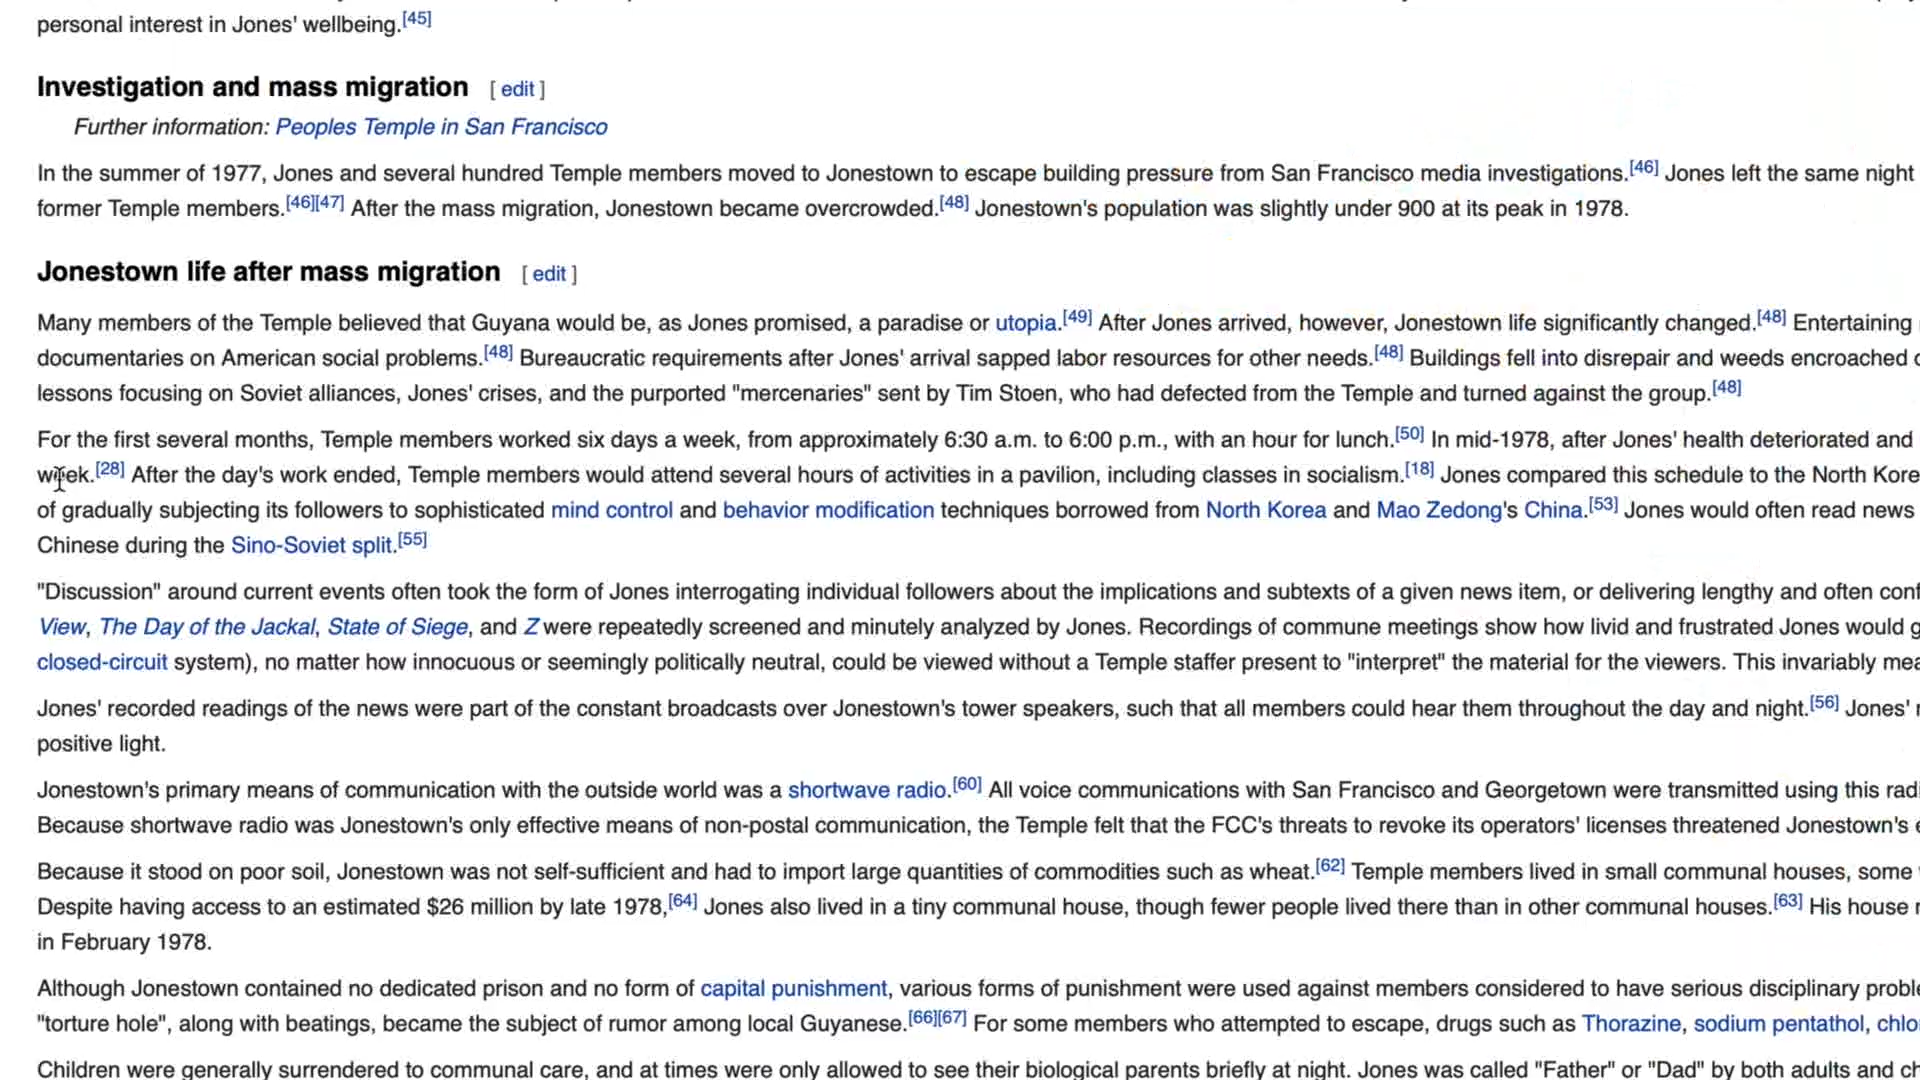 personal interest in Jones' wellbeing.[45]
Investigation and mass migration [ edit ]
Further information: Peoples Temple in San Francisco
In the summer of 1977, Jones and several hundred Temple members moved to Jonestown to escape building pressure from San Francisco media investigations.[46] Jones left the same night
former Temple members.[46][47] After the mass migration, Jonestown became overcrowded.[48] Jonestown's population was slightly under 900 at its peak in 1978.
Jonestown life after mass migration [ edit ]
Many members of the Temple believed that Guyana would be, as Jones promised, a paradise or utopia.[49] After Jones arrived, however, Jonestown life significantly changed.[48] Entertaining
documentaries on American social problems.[48] Bureaucratic requirements after Jones' arrival sapped labor resources for other needs.[48] Buildings fell into disrepair and weeds encroached
lessons focusing on Soviet alliances, Jones' crises, and the purported "mercenaries" sent by Tim Stoen, who had defected from the Temple and turned against the group.[48]
For the first several months, Temple members worked six days a week, from approximately 6:30 a.m. to 6:00 p.m., with an hour for lunch.[50] In mid-1978, after Jones' health deteriorated and
week.[28] After the day's work ended, Temple members would attend several hours of activities in a pavilion, including classes in socialism.[18] Jones compared this schedule to the North Kore
of gradually subjecting its followers to sophisticated mind control and behavior modification techniques borrowed from North Korea and Mao Zedong's China.[53] Jones would often read news
Chinese during the Sino-Soviet split.[55]
"Discussion" around current events often took the form of Jones interrogating individual followers about the implications and subtexts of a given news item, or delivering lengthy and often conf
View, The Day of the Jackal, State of Siege, and Z were repeatedly screened and minutely analyzed by Jones. Recordings of commune meetings show how livid and frustrated Jones would g
closed-circuit system), no matter how innocuous or seemingly politically neutral, could be viewed without a Temple staffer present to "interpret" the material for the viewers. This invariably mea
Jones' recorded readings of the news were part of the constant broadcasts over Jonestown's tower speakers, such that all members could hear them throughout the day and night.[56] Jones'
positive light.
Jonestown's primary means of communication with the outside world was a shortwave radio.[60] All voice communications with San Francisco and Georgetown were transmitted using this radi
Because shortwave radio was Jonestown's only effective means of non-postal communication, the Temple felt that the FCC's threats to revoke its operators' licenses threatened Jonestown's
Because it stood on poor soil, Jonestown was not self-sufficient and had to import large quantities of commodities such as wheat.[62] Temple members lived in small communal houses, some
Despite having access to an estimated $26 million by late 1978,[64] Jones also lived in a tiny communal house, though fewer people lived there than in other communal houses.[63] His house
in February 1978.
Although Jonestown contained no dedicated prison and no form of capital punishment, various forms of punishment were used against members considered to have serious disciplinary proble
"torture hole", along with beatings, became the subject of rumor among local Guyanese.[66][67] For some members who attempted to escape, drugs such as Thorazine, sodium pentathol, chlo
Children were generally surrendered to communal care, and at times were only allowed to see their biological parents briefly at night. Jones was called "Father" or "Dad" by both adults and ch